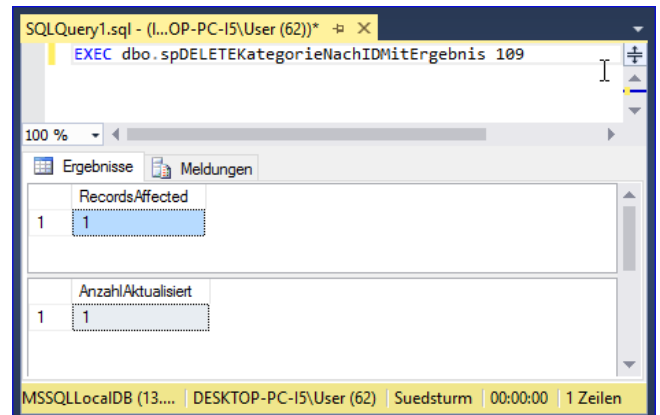 SQLQuery1.sql - (l...OP-PC-I5\User (62))*
EXEC dbo.spDELETEKategorieNachIDMitErgebnis 109
100 %
Ergebnisse Meldungen
RecordsAffected
1 1
AnzahlAktualisiert
1 1
MSSQLLocalDB (13.... DESKTOP-PC-I5\User (62) Suedsturm 00:00:00 1 Zeilen